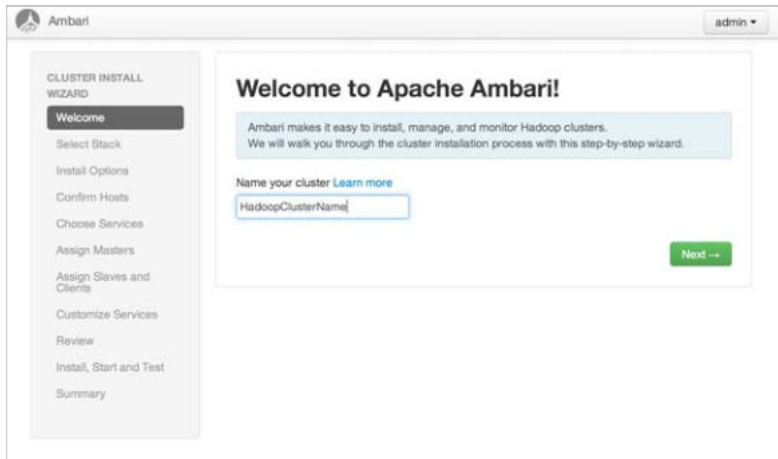 Ambari
admin
CLUSTER INSTALL
WIZARD
Welcome
Select Stack
Install Options
Confirm Hosts
Choose Services
Assign Masters
Assign Slaves and
Clients
Customize Services
Review
Install, Start and Test
Summary
Welcome to Apache Ambari!
Ambari makes it easy to install, manage, and monitor Hadoop clusters.
We will walk you through the cluster installation process with this step-by-step wizard.
Name your cluster Learn more
HadoopClusterName
Next →